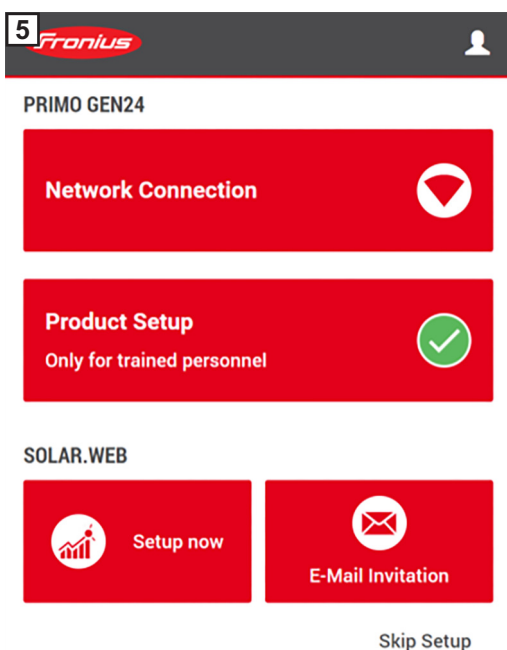 5
Fronius
PRIMO GEN24
Network Connection
Product Setup
Only for trained personnel
SOLAR.WEB
Setup now
E-Mail Invitation
Skip Setup